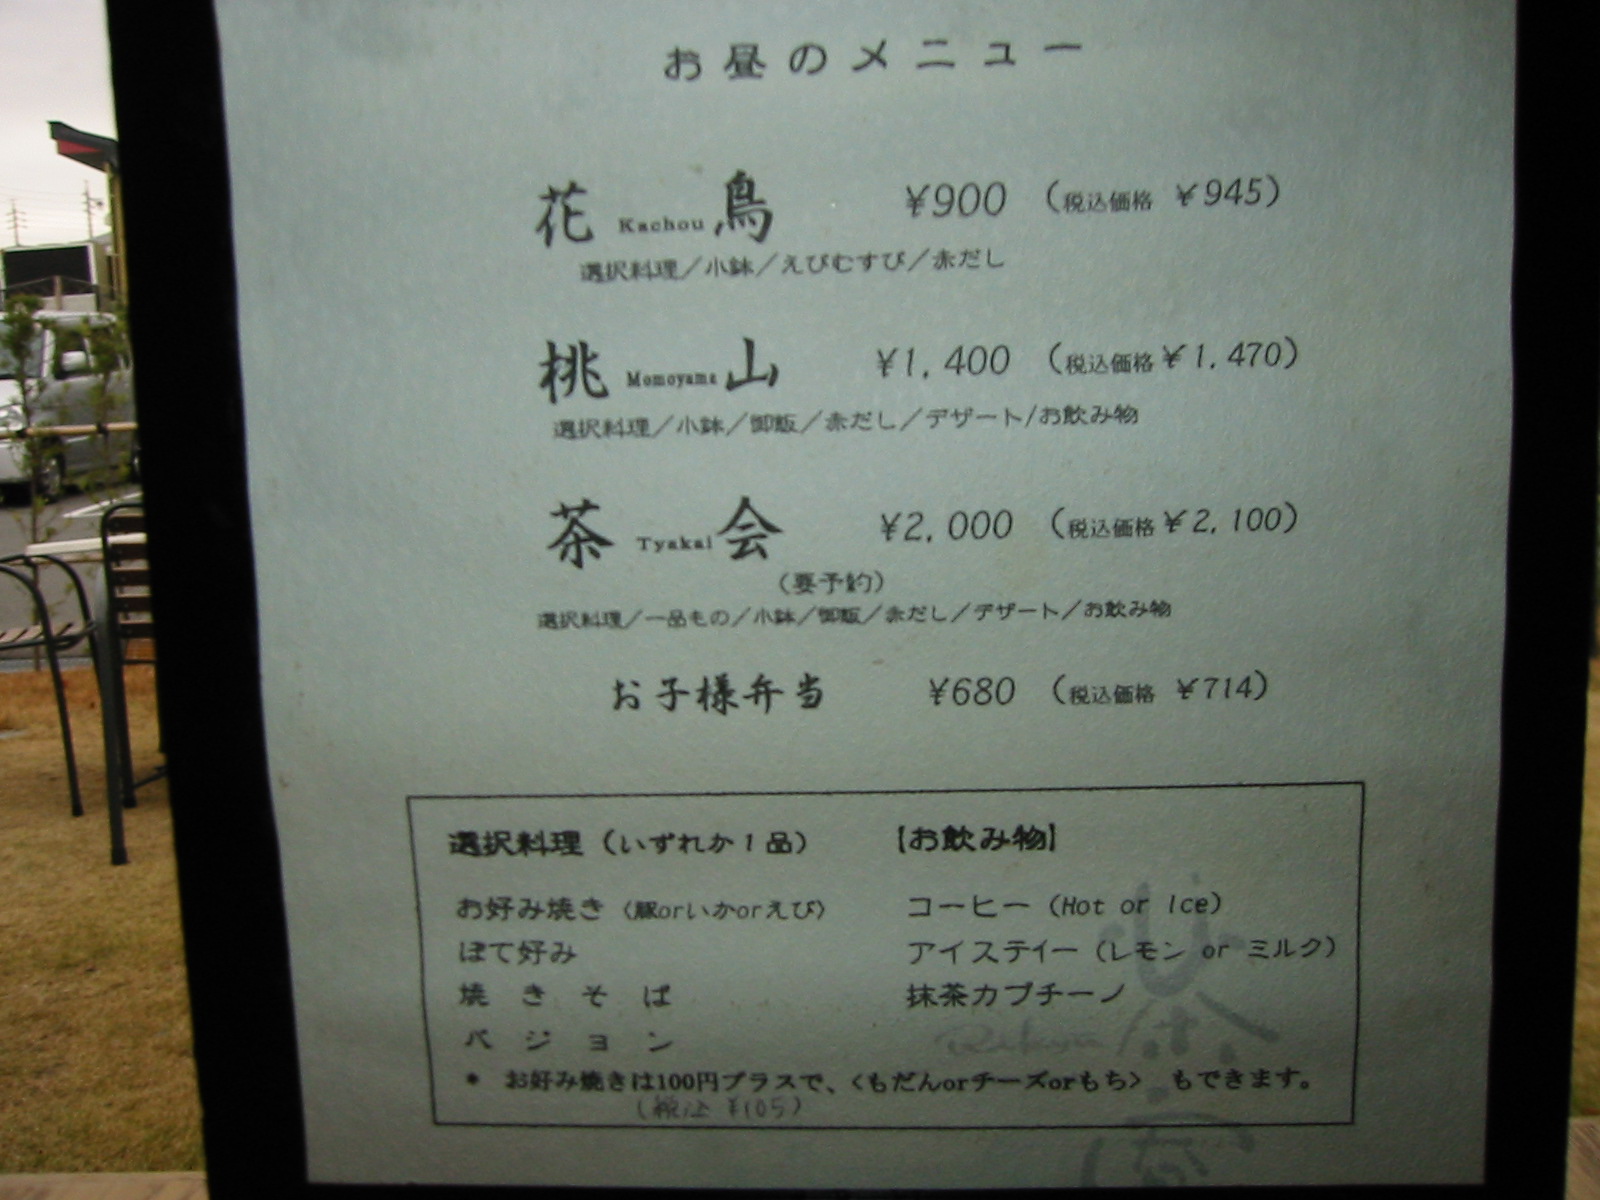 お昼のメニュー
花 Kachou 鳥 ¥900 (税込価格 ¥945)
選択料理／小鉢／えびむすび／赤だし
桃 Momoyama 山 ¥1,400 (税込価格 ¥1,470)
選択料理／小鉢／御飯／赤だし／デザート/お飲み物
茶 Tyakai 会 ¥2,000 (税込価格 ¥2,100)
(要予約)
選択料理／一品もの／小鉢／御飯／赤だし／デザート／お飲み物
お子様弁当 ¥680 (税込価格 ¥714)
選択料理（いずれか1品） 【お飲み物】
お好み焼き〈豚orいかorえび〉 コーヒー (Hot or Ice)
ぽて好み アイスティー (レモン or ミルク)
焼きそば 抹茶カプチーノ
パジョン
* お好み焼きは100円プラスで、〈もだんorチーズorもち〉 もできます。
(税込 ¥105)